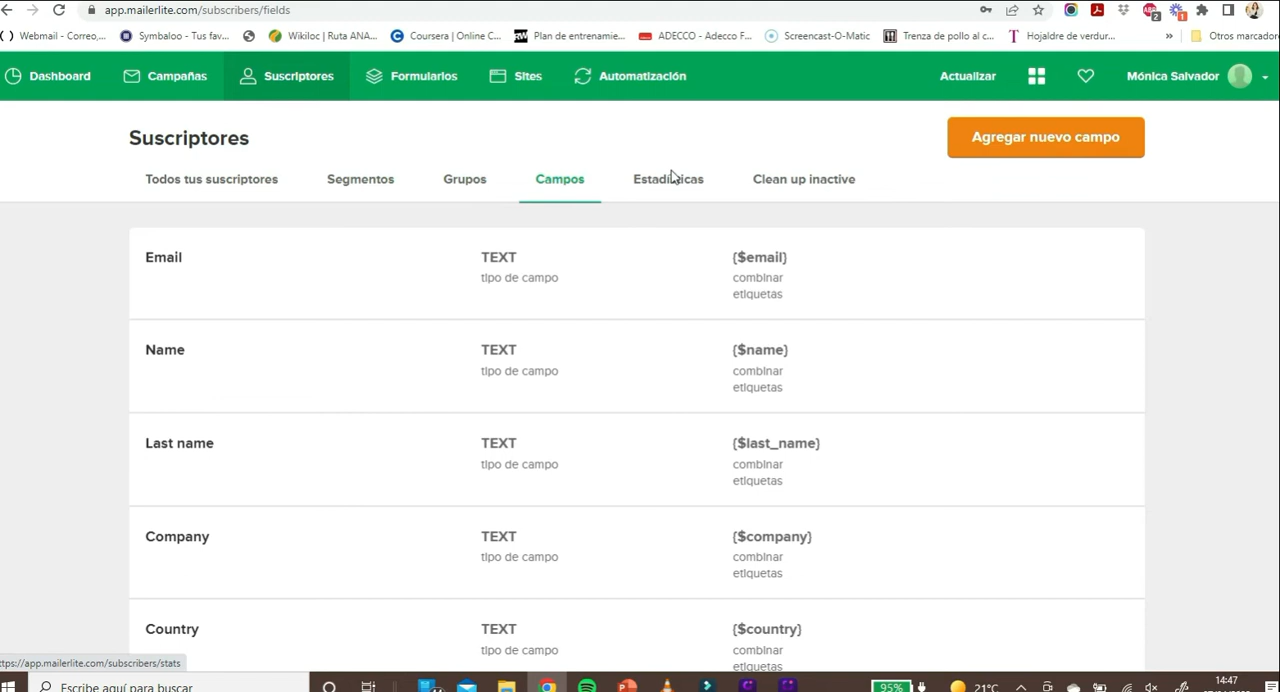 app.mailerlite.com/subscribers/fields
2
1
Webmail - Correo,...
Symbaloo - Tus fav...
Wikiloc | Ruta ANA...
Coursera | Online C...
RW
Plan de entrenamie...
ADECCO - Adecco F...
Screencast-O-Matic
Trenza de pollo al c...
Hojaldre de verdur...
»
Otros marcador
Dashboard
Campañas
Suscriptores
Formularios
Sites
Automatización
Actualizar
Mónica Salvador
Suscriptores
Agregar nuevo campo
Todos tus suscriptores
Segmentos
Grupos
Campos
Estadísticas
Clean up inactive
Email
TEXT
{$email}
tipo de campo
combinar
etiquetas
Name
TEXT
{$name}
tipo de campo
combinar
etiquetas
Last name
TEXT
{$last_name}
tipo de campo
combinar
etiquetas
Company
TEXT
{$company}
tipo de campo
combinar
etiquetas
Country
TEXT
{$country}
tipo de campo
combinar
etiquetas
ttps://app.mailerlite.com/subscribers/stats
Escribe aquí para buscar
95%
21°C
14:47